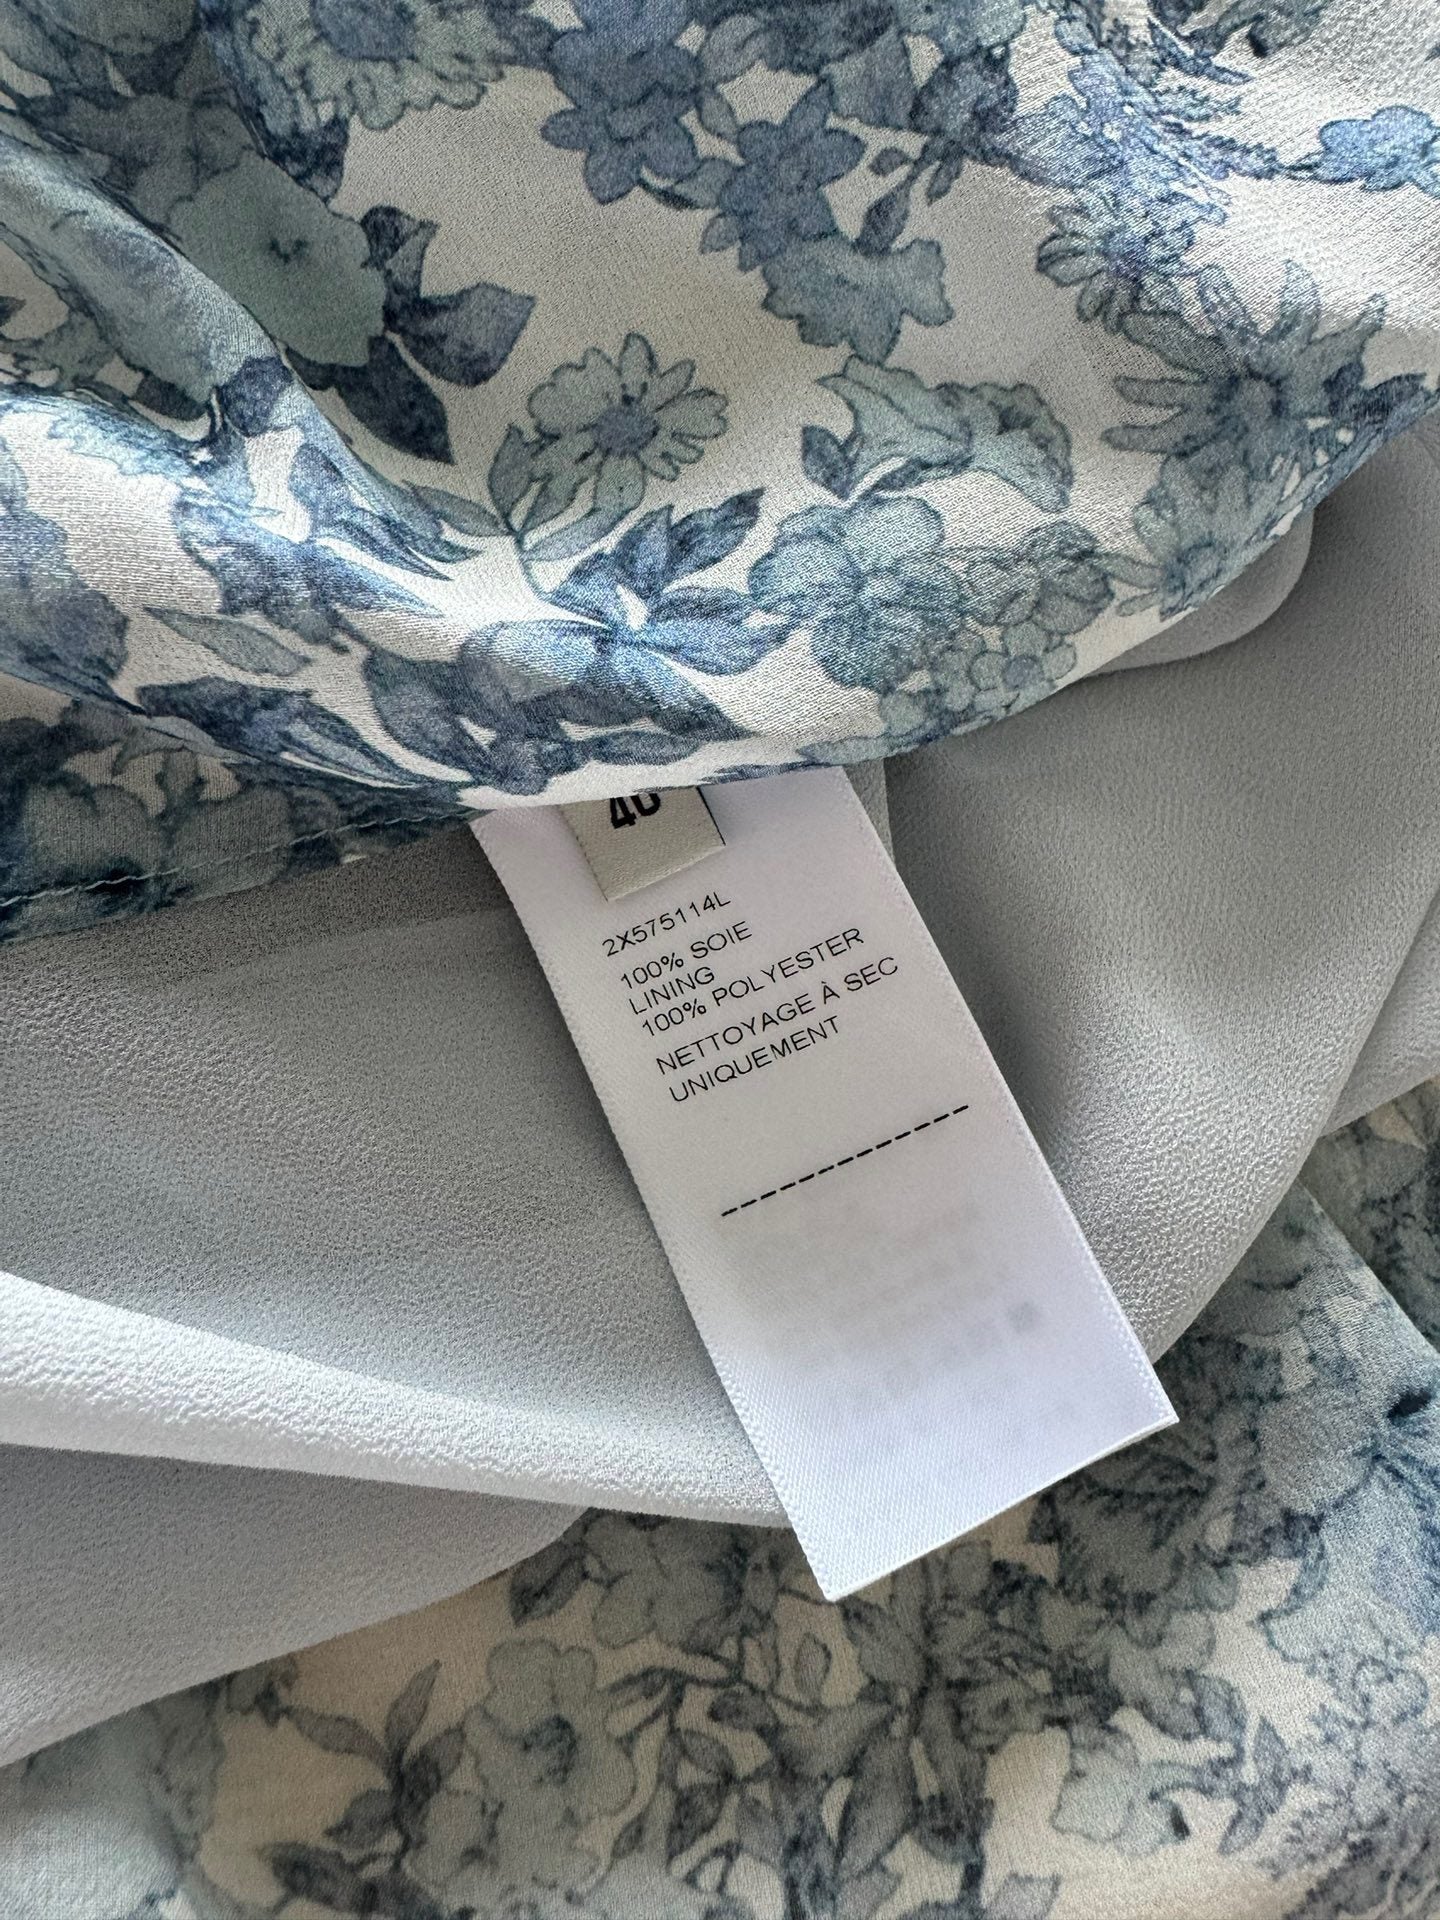 2X575114L
100% SOIE
LINING
100% POLYESTER
NETTOYAGE À SEC
UNIQUEMENT